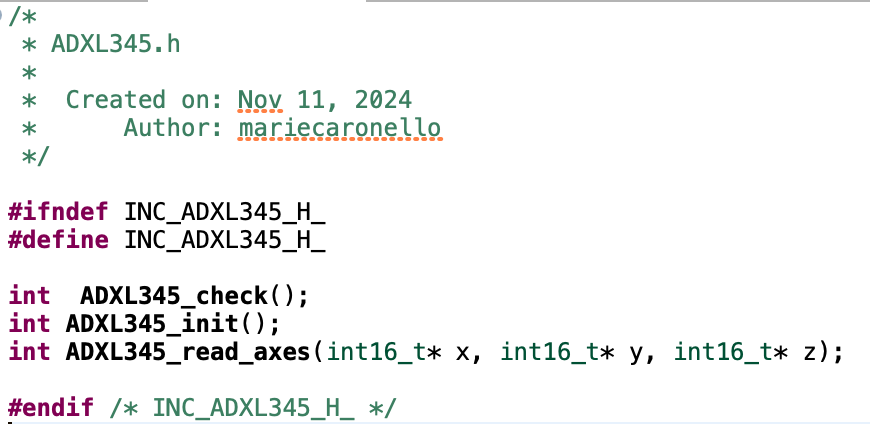 /*
 * ADXL345.h
 *
 *  Created on: Nov 11, 2024
 *      Author: mariecaronello
 */
#ifndef INC_ADXL345_H_
#define INC_ADXL345_H_
int  ADXL345_check();
int ADXL345_init();
int ADXL345_read_axes(int16_t* x, int16_t* y, int16_t* z);
#endif /* INC_ADXL345_H_ */